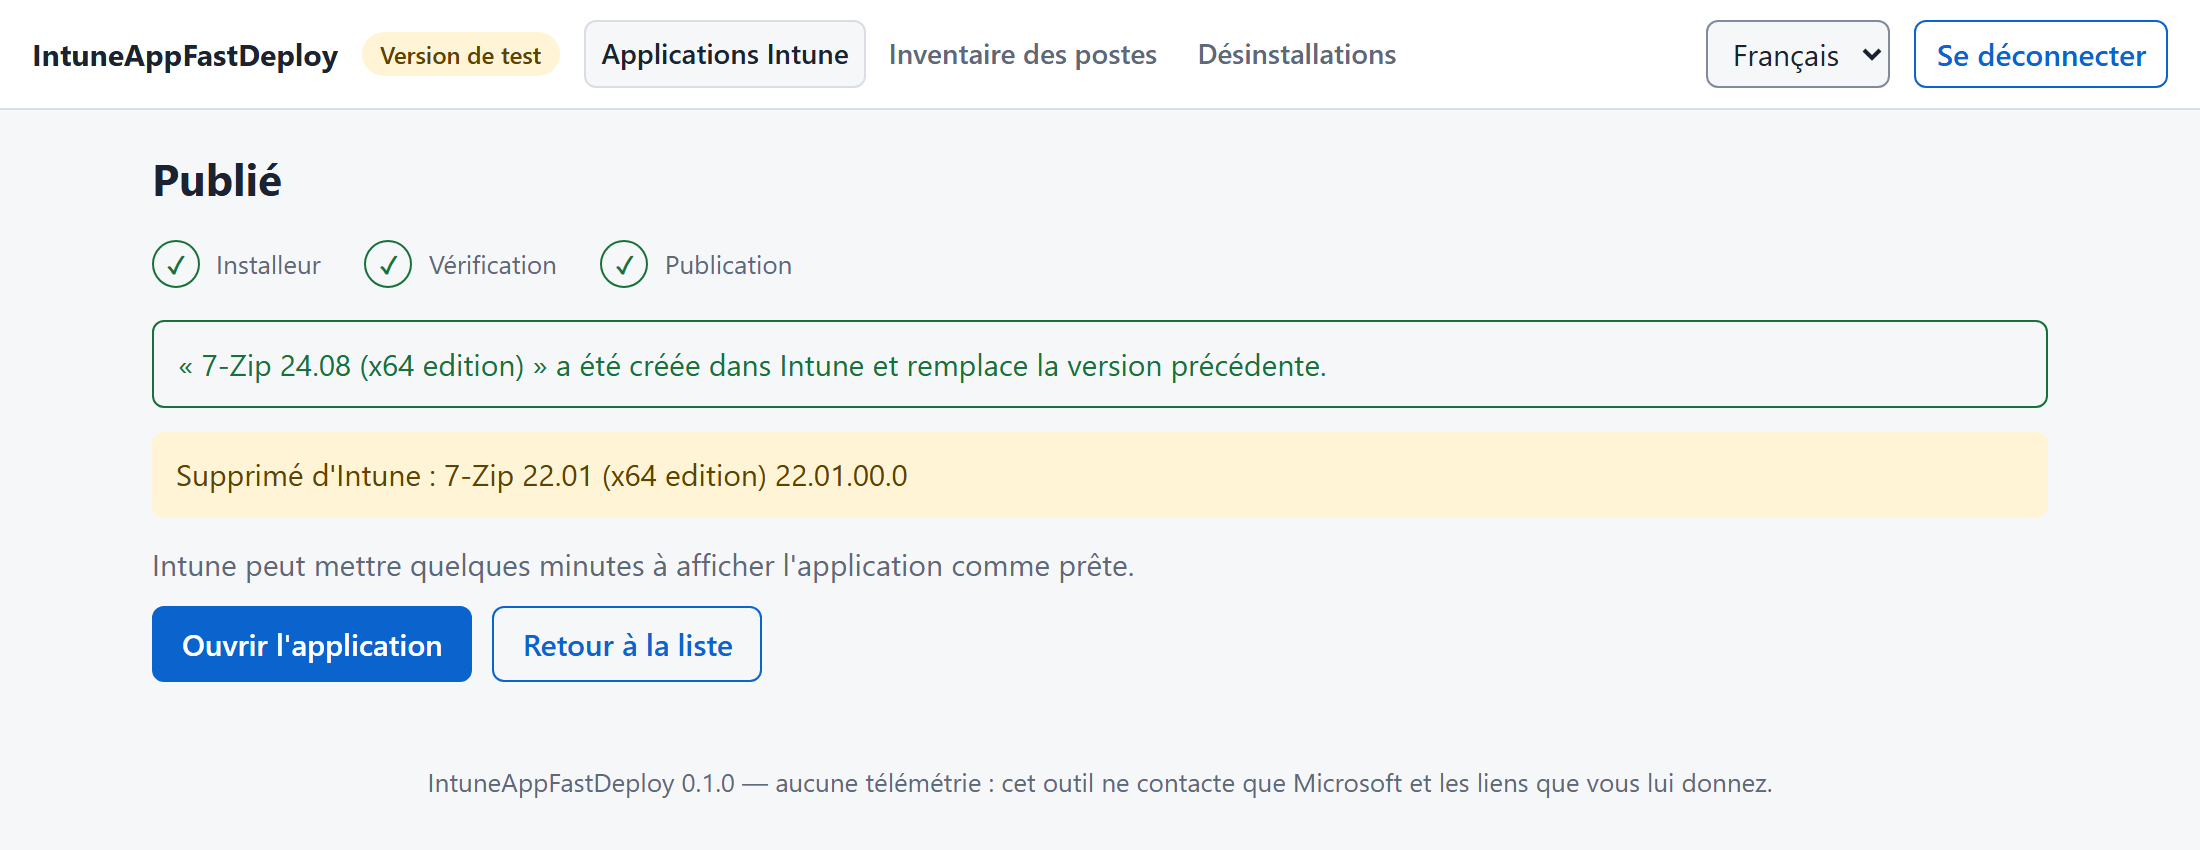 IntuneAppFastDeploy Version de test Applications Intune Inventaire des postes Désinstallations Français Se déconnecter
Publié
✓ Installeur ✓ Vérification ✓ Publication
« 7-Zip 24.08 (x64 edition) » a été créée dans Intune et remplace la version précédente.
Supprimé d'Intune : 7-Zip 22.01 (x64 edition) 22.01.00.0
Intune peut mettre quelques minutes à afficher l'application comme prête.
Ouvrir l'application Retour à la liste
IntuneAppFastDeploy 0.1.0 — aucune télémétrie : cet outil ne contacte que Microsoft et les liens que vous lui donnez.